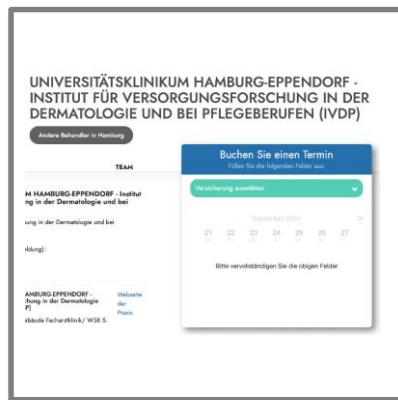 UNIVERSITÄTSKLINIKUM HAMBURG-EPPENDORF -
INSTITUT FÜR VERSORGUNGSFORSCHUNG IN DER
DERMATOLOGIE UND BEI PFLEGEBERUFEN (IVDP)
Andere Behandler in Hamburg
TEAM
M HAMBURG-EPPENDORF - Institut
ng in der Dermatologie und bei
ung in der Dermatologie und bei
ildung):
AMBURG-EPPENDORF -
hung in der Dermatologie
P)
ebäude Facharztklinik/ W38 5.
Webseite
der
Praxis
Buchen Sie einen Termin
Füllen Sie die folgenden Felder aus:
Versicherung auswählen
September 2024 >
21 22 23 24 25 26 27
Bitte vervollständigen Sie die obigen Felder